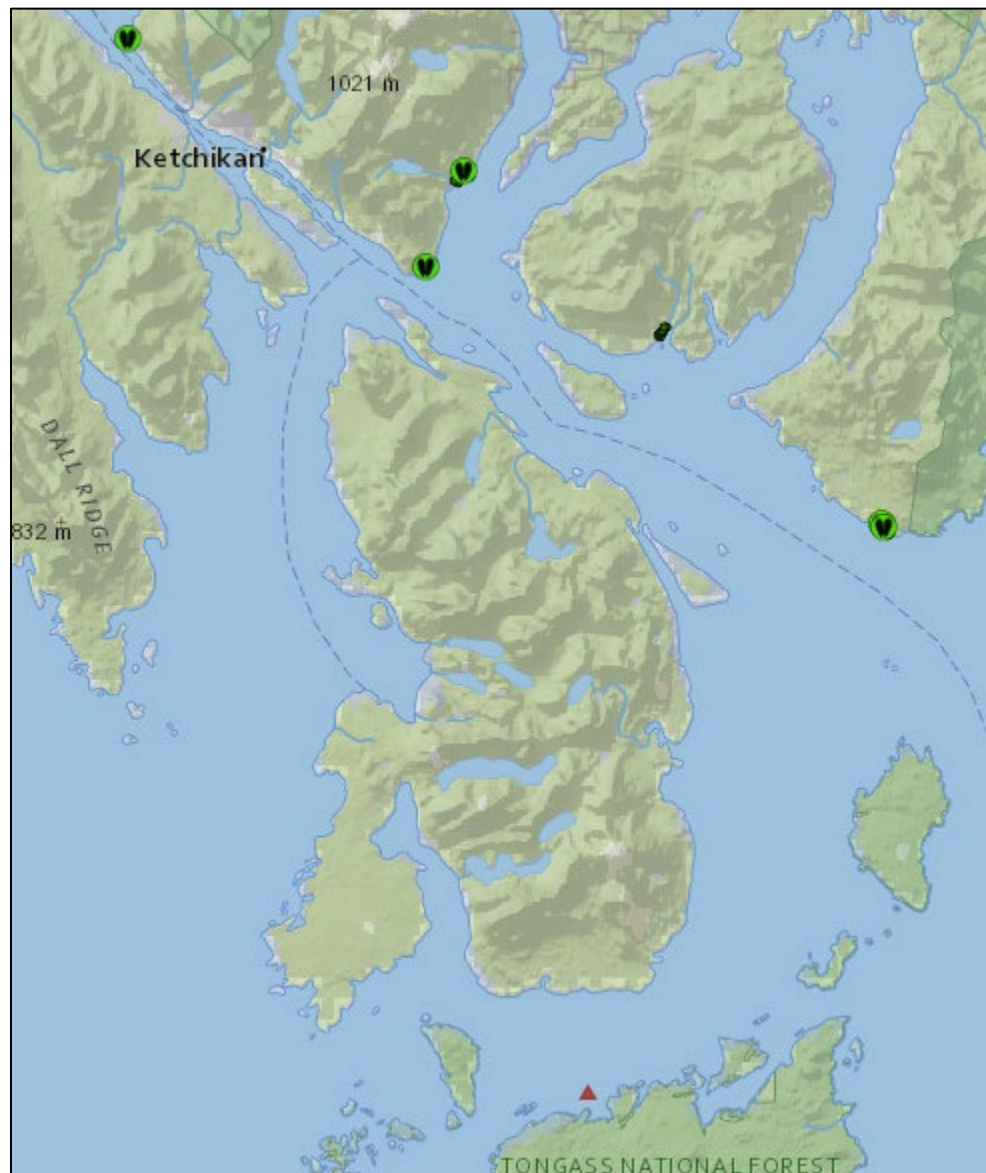 1021 m
Ketchikan
DALL RIDGE
832 m
TONGASS NATIONAL FOREST